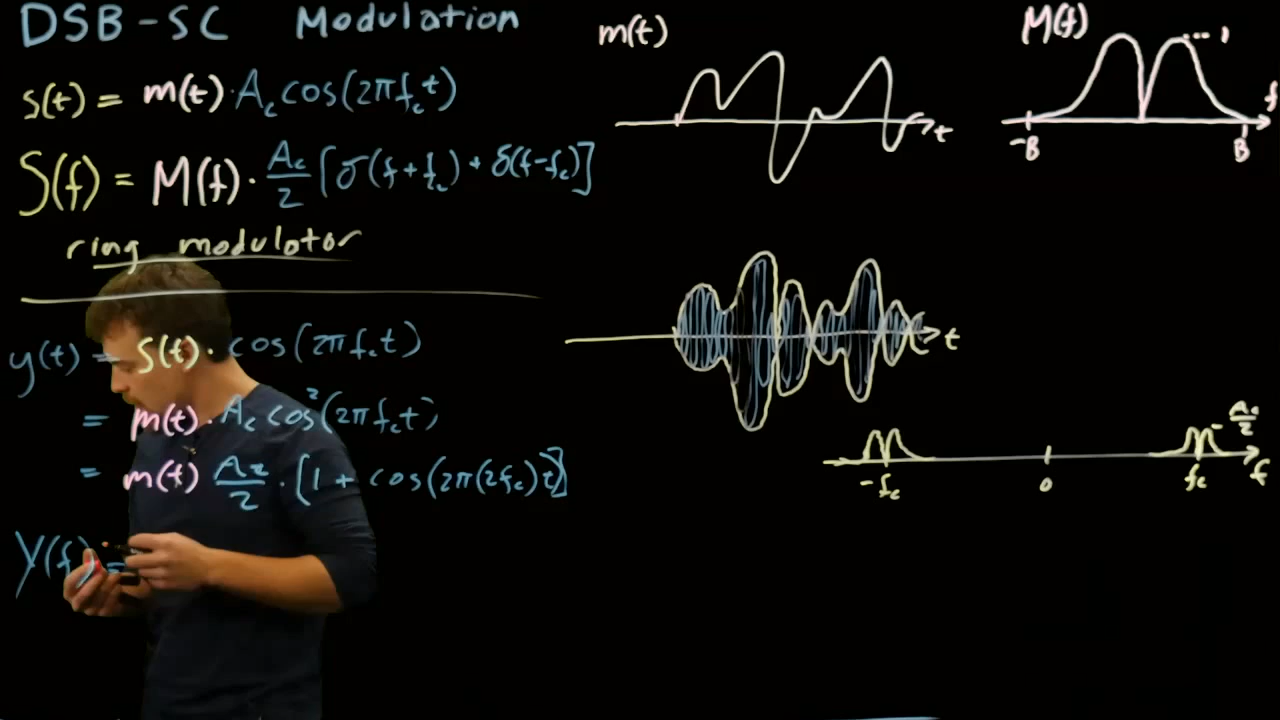 DSB-SC Modulation
s(t) = m(t)·A_c cos(2πf_c t)
S(f) = M(f)·A_c/2 [δ(f+f_c) + δ(f-f_c)]
ring modulator
y(t) = s(t)·cos(2πf_c t)
= m(t)·A_c cos²(2πf_c t)
= m(t) A_c/2 · [1 + cos(2π(2f_c)t]
Y(f) =
m(t)
t
M(f)
1
f
-B
B
t
A_c/2
-f_c
0
f_c
f